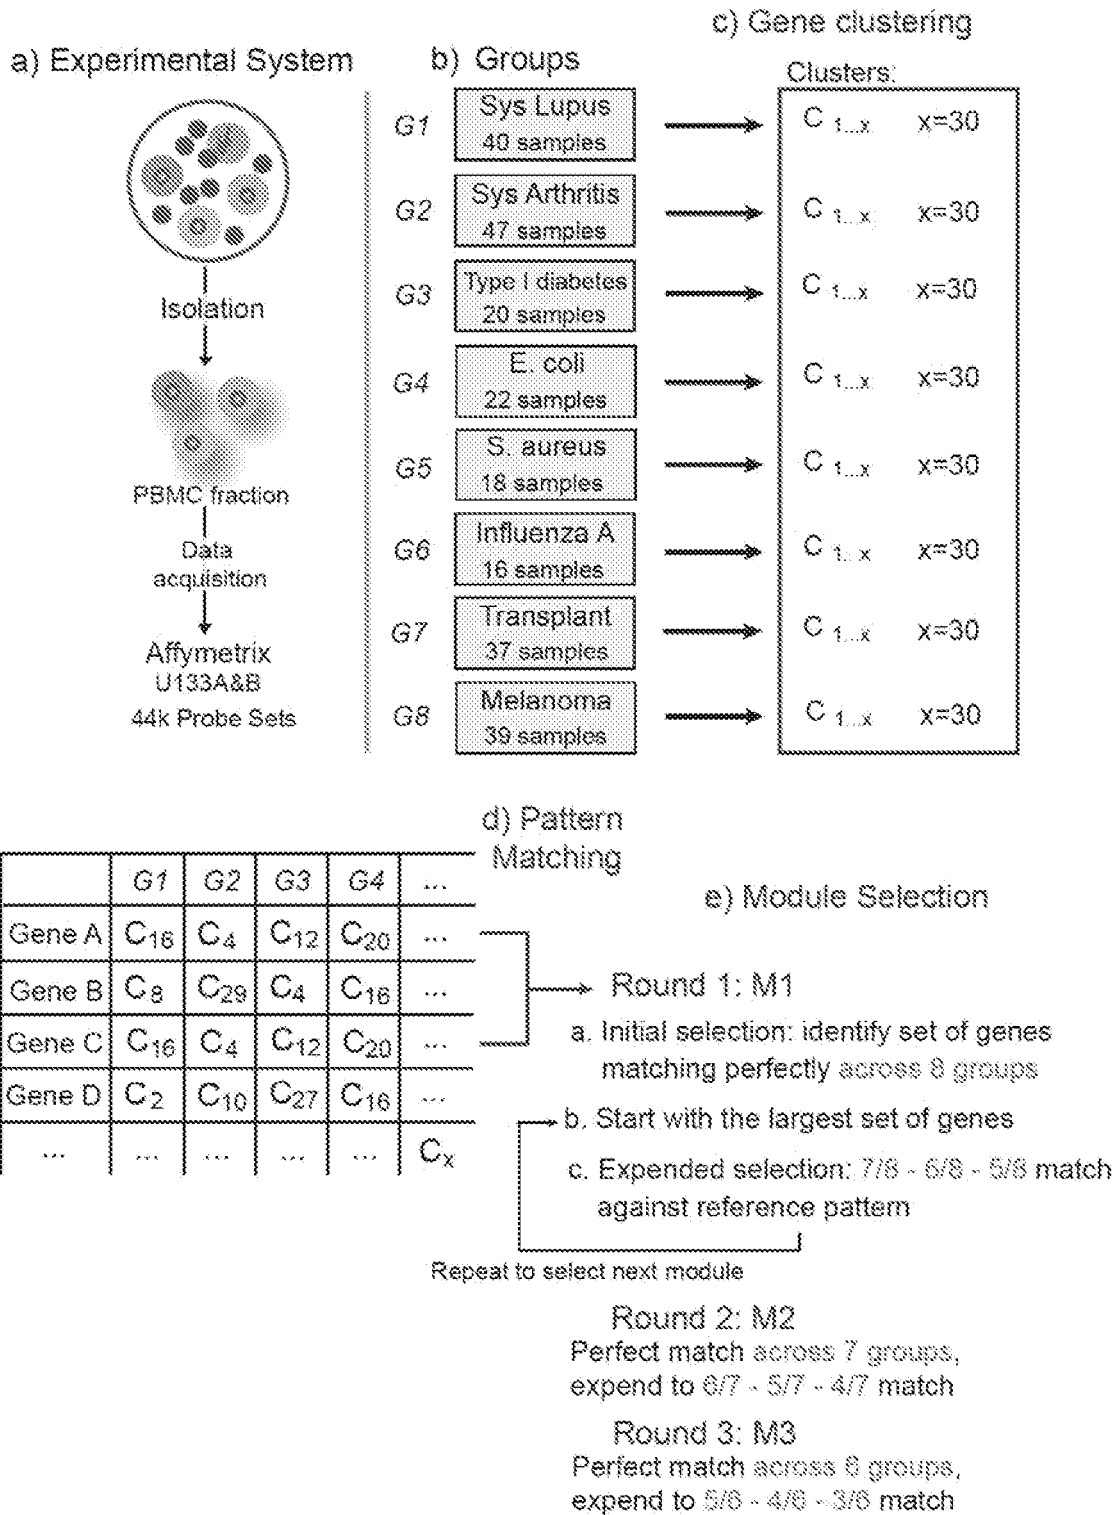 a) Experimental System
Isolation
PBMC fraction
Data
acquisition
Affymetrix
U133A&B
44k Probe Sets
b) Groups
G1 Sys Lupus
40 samples
G2 Sys Arthritis
47 samples
G3 Type I diabetes
20 samples
G4 E. coli
22 samples
G5 S. aureus
18 samples
G6 Influenza A
16 samples
G7 Transplant
37 samples
G8 Melanoma
39 samples
c) Gene clustering
Clusters:
C 1...x x=30
C 1...x x=30
C 1...x x=30
C 1...x x=30
C 1...x x=30
C 1...x x=30
C 1...x x=30
C 1...x x=30
d) Pattern
Matching
G1 G2 G3 G4 ...
Gene A C16 C4 C12 C20 ...
Gene B C8 C29 C4 C16 ...
Gene C C16 C4 C12 C20 ...
Gene D C2 C10 C27 C16 ...
... ... ... ... ... Cx
e) Module Selection
Round 1: M1
a. Initial selection: identify set of genes
matching perfectly across 8 groups
b. Start with the largest set of genes
c. Expended selection: 7/8 - 6/8 - 5/8 match
against reference pattern
Repeat to select next module
Round 2: M2
Perfect match across 7 groups,
expend to 6/7 - 5/7 - 4/7 match
Round 3: M3
Perfect match across 6 groups,
expend to 5/6 - 4/6 - 3/6 match